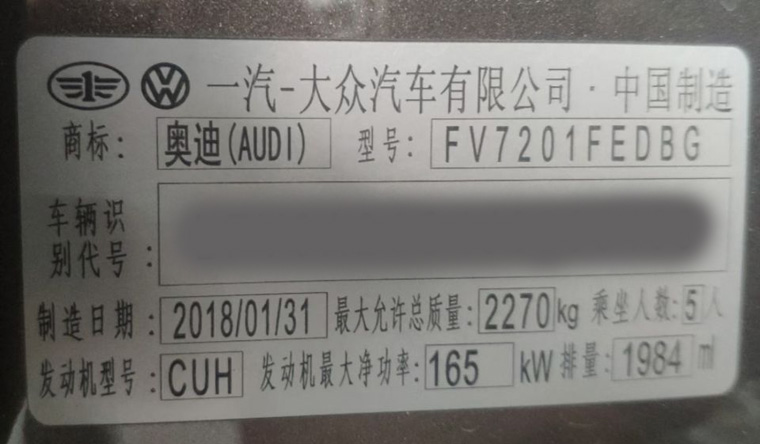 一汽-大众汽车有限公司·中国制造
商标: 奥迪(AUDI) 型号: FV7201FEDBG
车辆识
别代号:
制造日期: 2018/01/31 最大允许总质量: 2270kg 乘坐人数: 5人
发动机型号: CUH 发动机最大净功率: 165 kW 排量: 1984 ml